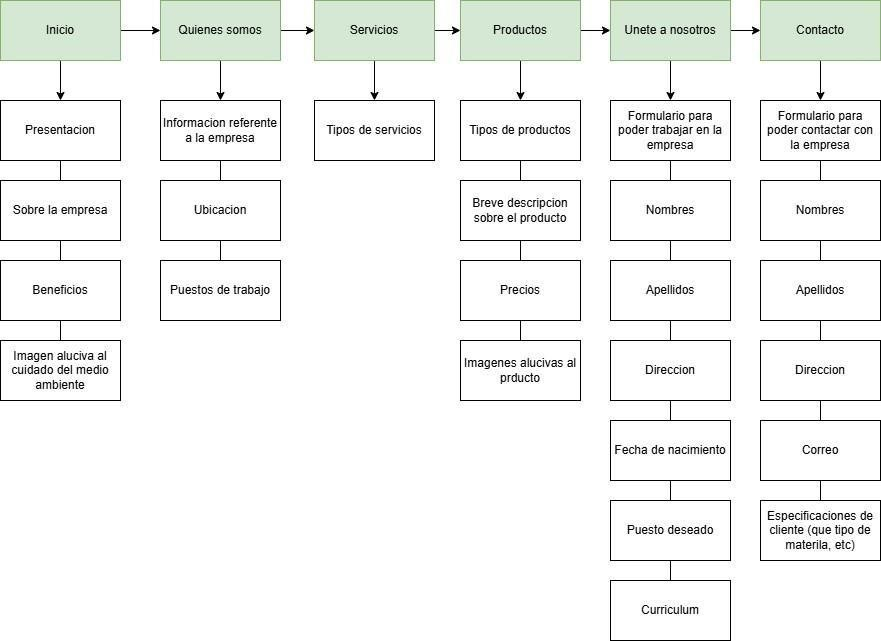 Inicio
Quienes somos
Servicios
Productos
Unete a nosotros
Contacto
Presentacion
Informacion referente
a la empresa
Tipos de servicios
Tipos de productos
Formulario para
poder trabajar en la
empresa
Formulario para
poder contactar con
la empresa
Sobre la empresa
Ubicacion
Breve descripcion
sobre el producto
Nombres
Nombres
Beneficios
Puestos de trabajo
Precios
Apellidos
Apellidos
Imagen aluciva al
cuidado del medio
ambiente
Imagenes alucivas al
prducto
Direccion
Direccion
Fecha de nacimiento
Correo
Puesto deseado
Especificaciones de
cliente (que tipo de
materila, etc)
Curriculum